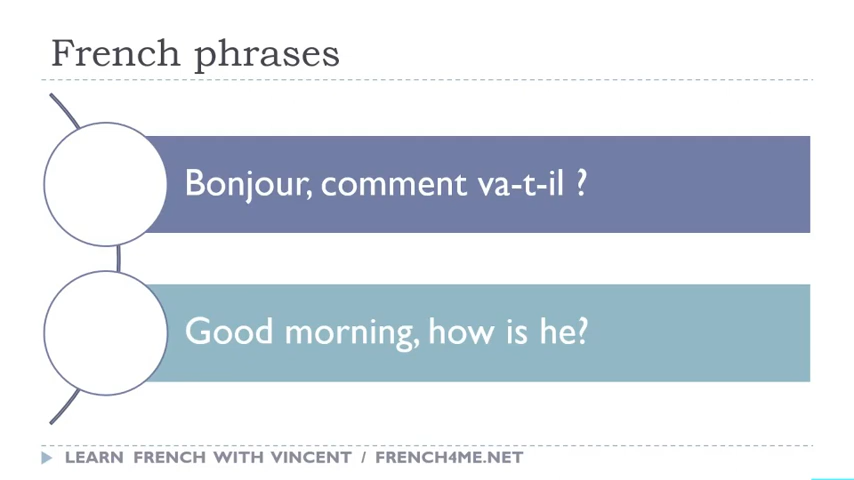 French phrases
Bonjour, comment va-t-il ?
Good morning, how is he?
LEARN FRENCH WITH VINCENT / FRENCH4ME.NET